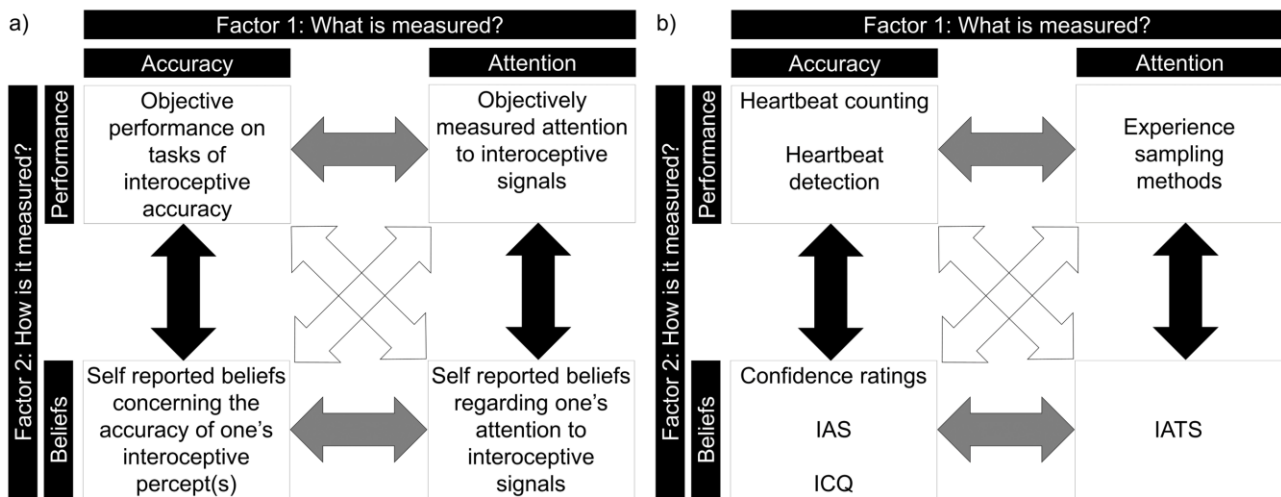 a)
Factor 1: What is measured?
Accuracy
Attention
Factor 2: How is it measured?
Performance
Objective
performance on
tasks of
interoceptive
accuracy
Objectively
measured attention
to interoceptive
signals
Beliefs
Self reported beliefs
concerning the
accuracy of one's
interoceptive
percept(s)
Self reported beliefs
regarding one's
attention to
interoceptive
signals
b)
Factor 1: What is measured?
Accuracy
Attention
Factor 2: How is it measured?
Performance
Heartbeat counting
Heartbeat
detection
Experience
sampling
methods
Beliefs
Confidence ratings
IAS
ICQ
IATS